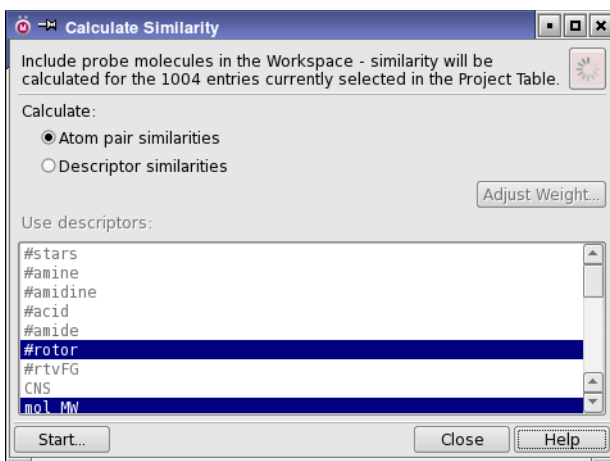 Calculate Similarity
Include probe molecules in the Workspace - similarity will be
calculated for the 1004 entries currently selected in the Project Table.
Calculate:
Atom pair similarities
Descriptor similarities
Adjust Weight...
Use descriptors:
#stars
#amine
#amidine
#acid
#amide
#rotor
#rtvFG
CNS
mol MW
Start...
Close
Help